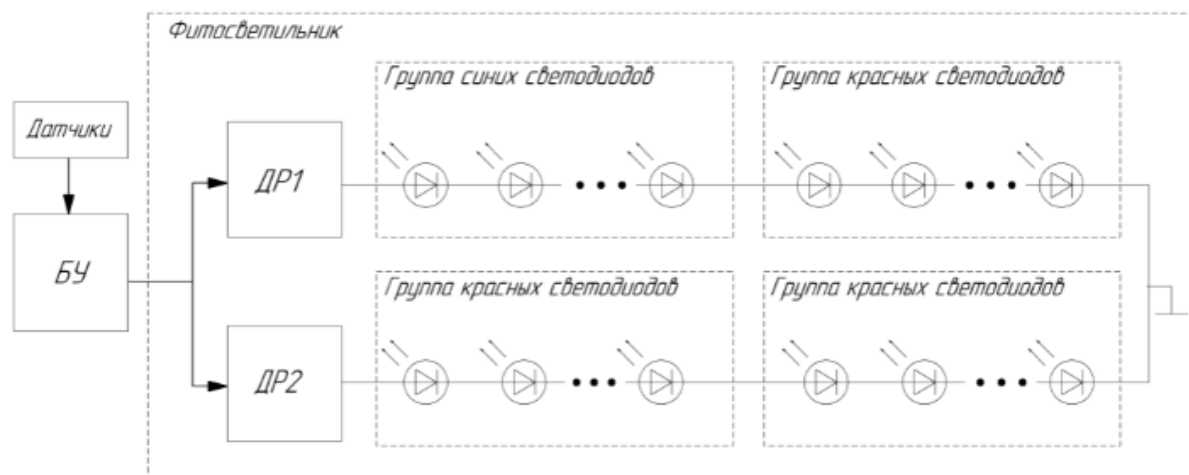 Фитосветильник
Группа синих светодиодов
Группа красных светодиодов
Датчики
ДР1
БУ
Группа красных светодиодов
Группа красных светодиодов
ДР2